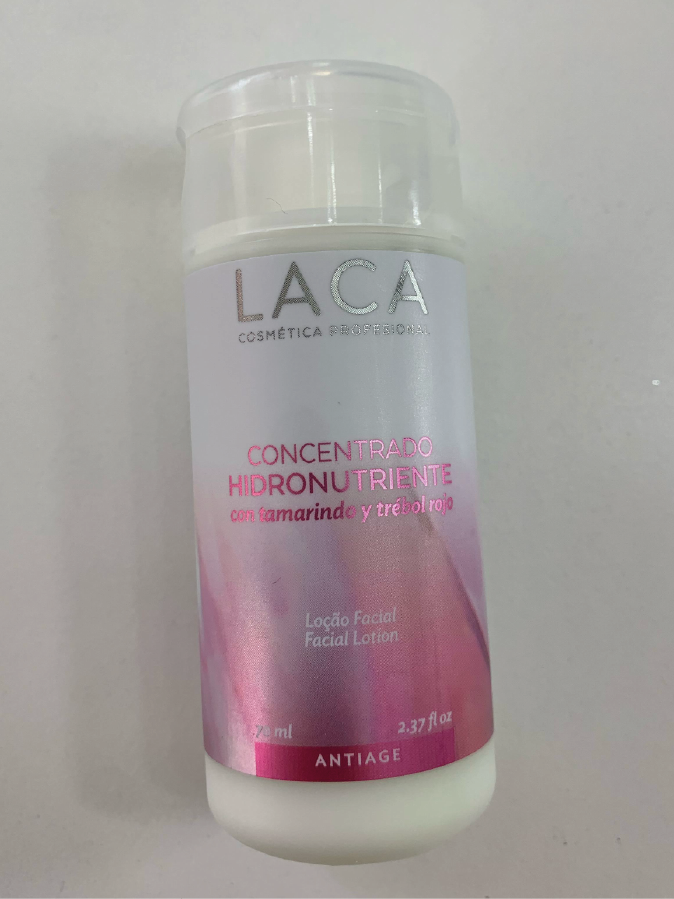 LACA
COSMÉTICA PROFESIONAL
CONCENTRADO
HIDRONUTRIENTE
con tamarindo y trébol rojo
Loção Facial
Facial Lotion
ml 2.37 fl oz
ANTIAGE